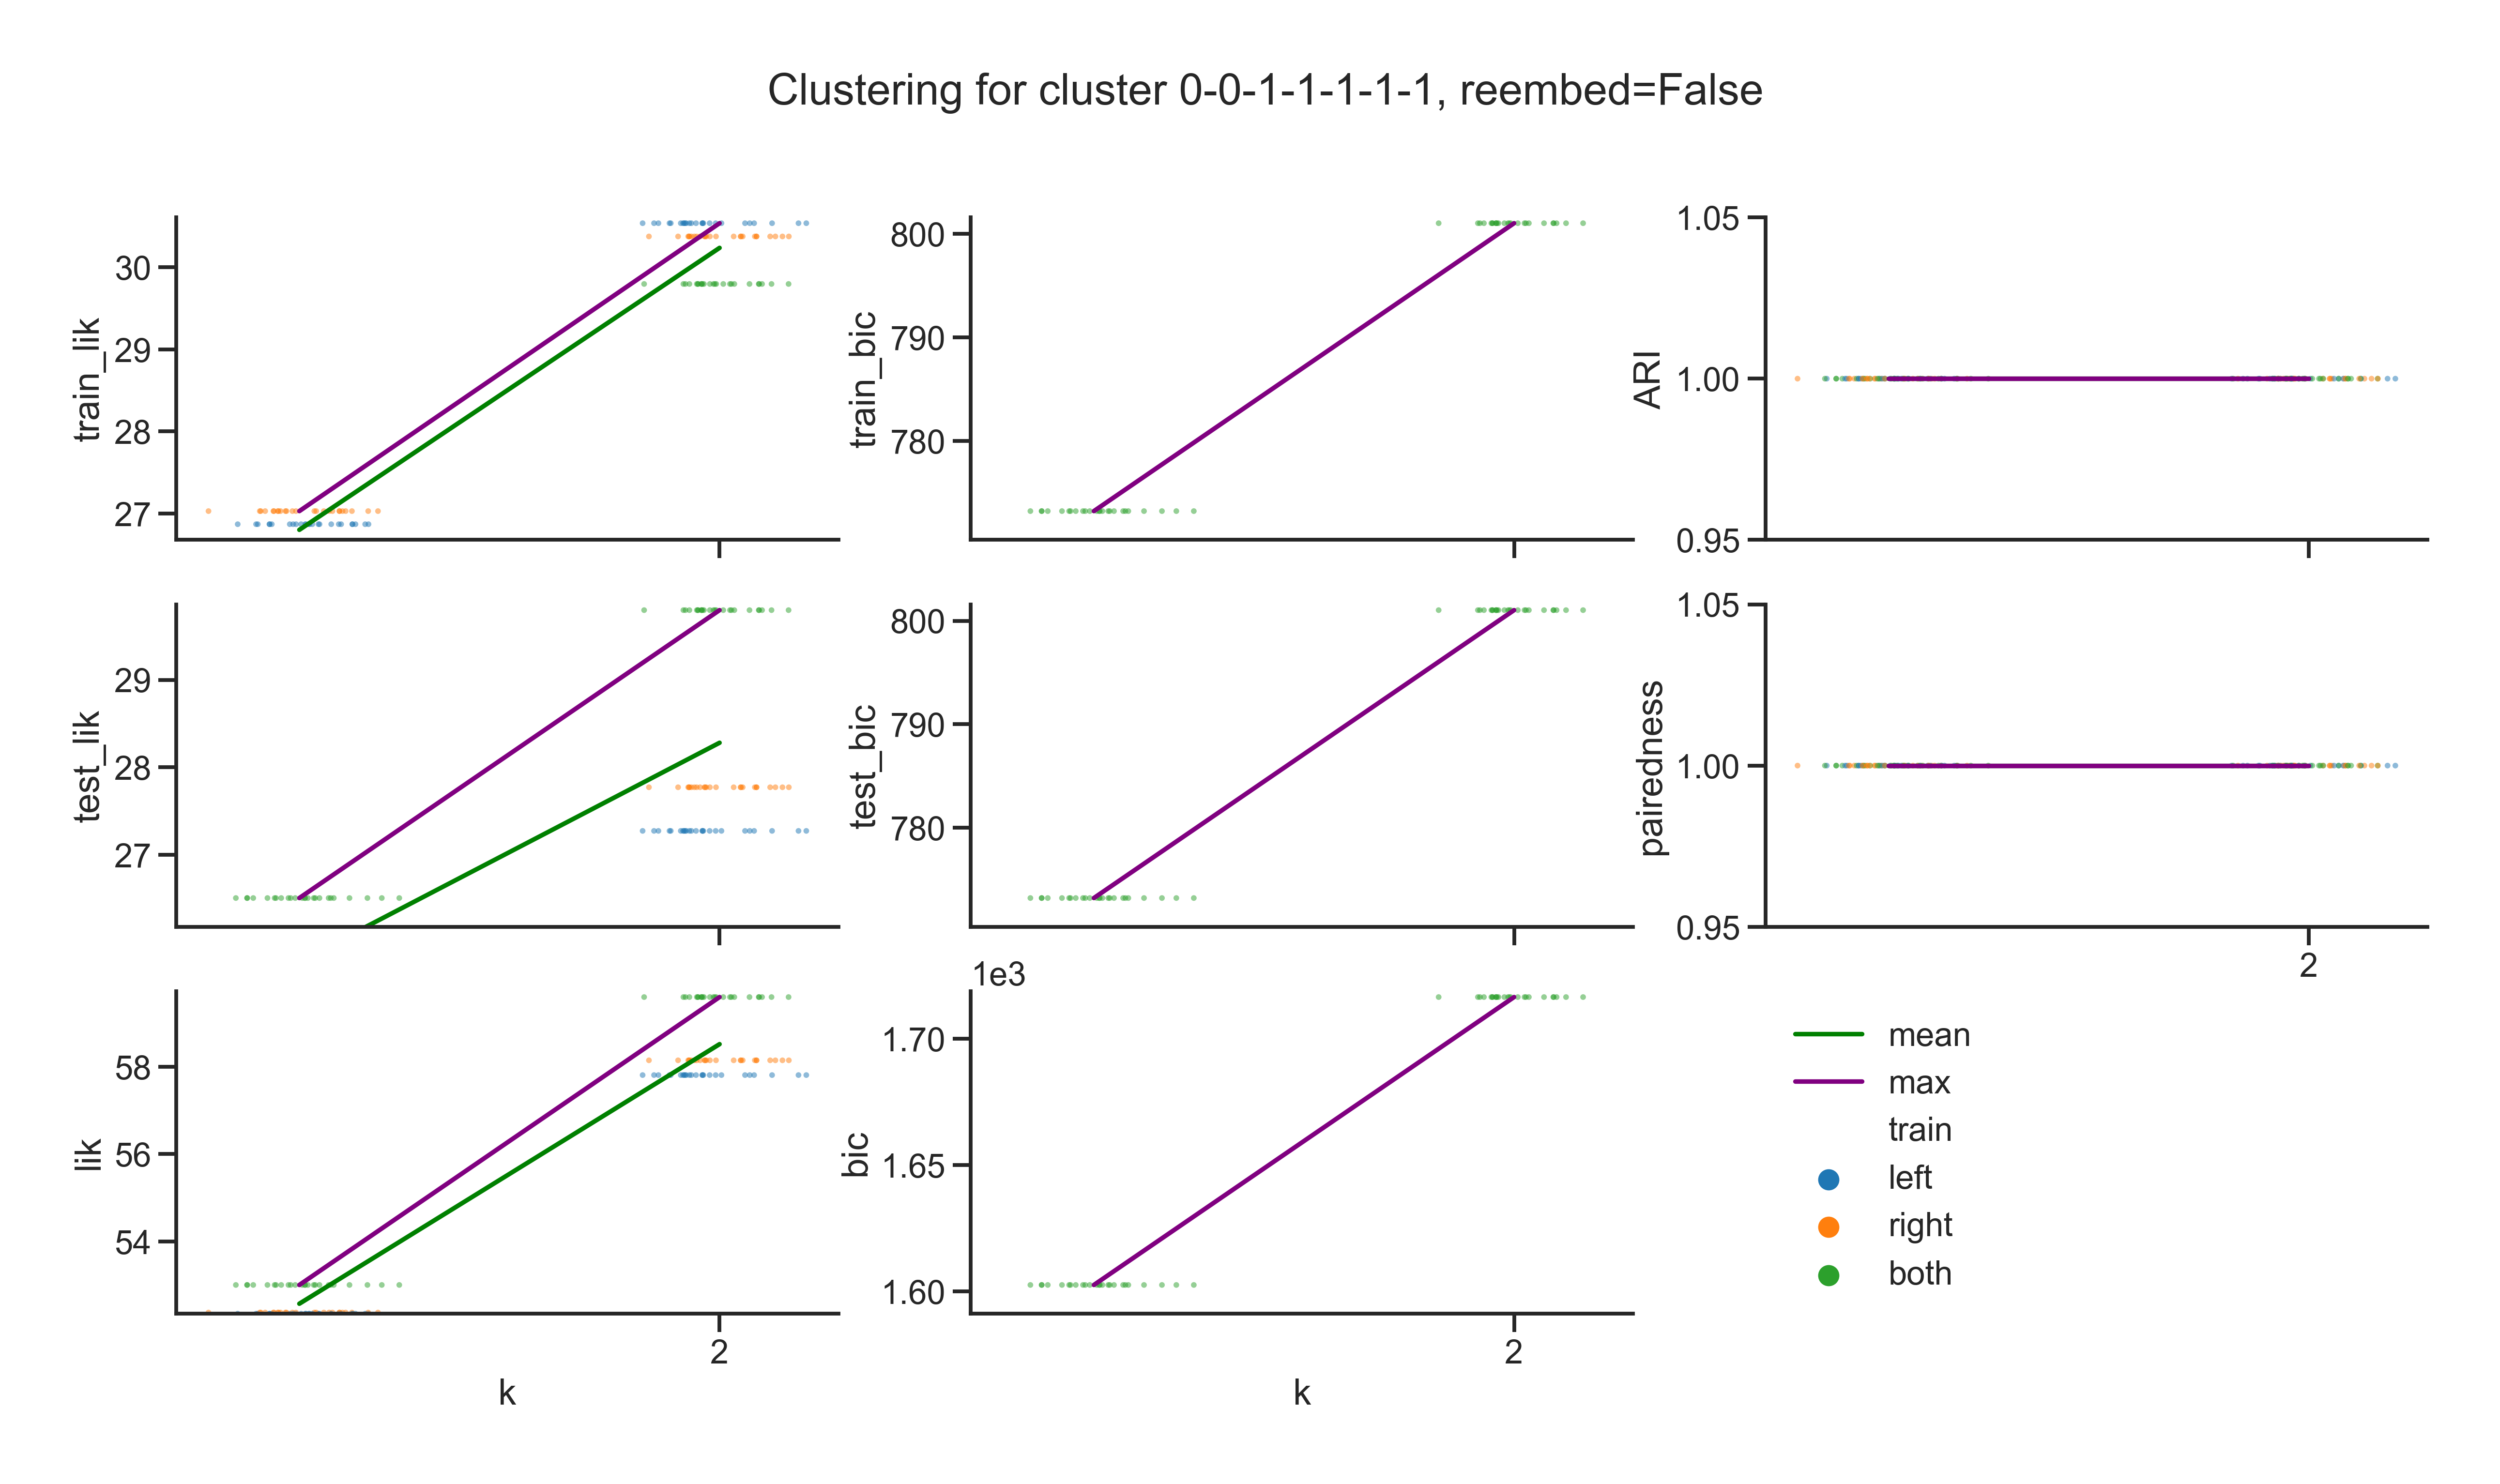 Clustering for cluster 0-0-1-1-1-1-1, reembed=False
train_lik
30
29
28
27
train_bic
800
790
780
ARI
1.05
1.00
0.95
test_lik
29
28
27
test_bic
800
790
780
pairedness
1.05
1.00
0.95
2
lik
58
56
54
2
k
1e3
bic
1.70
1.65
1.60
2
k
mean
max
train
left
right
both